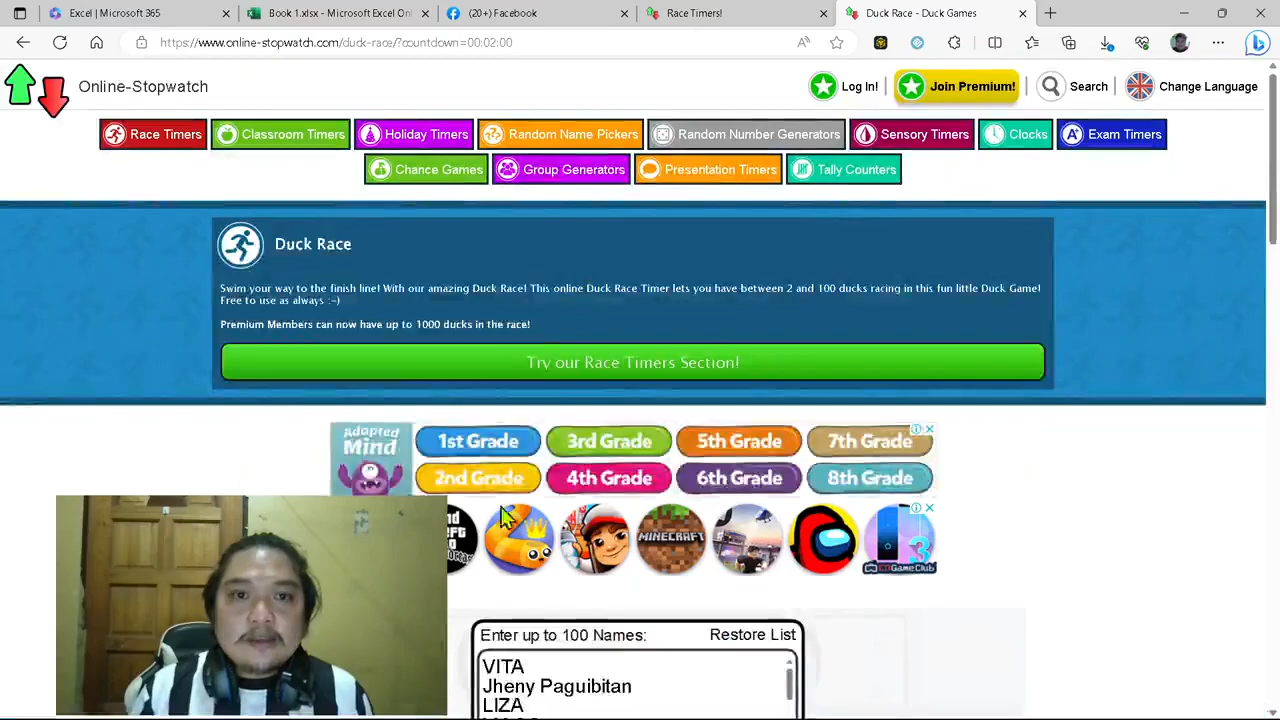 Excel | Microsoft 365
Book 1.xlsx - Microsoft Excel Onl
(20+) Facebook
Race Timers!
Duck Race - Duck Games
https://www.online-stopwatch.com/duck-race/?countdown=00:02:00
Online-Stopwatch
Log In!
Join Premium!
Search
Change Language
Race Timers
Classroom Timers
Holiday Timers
Random Name Pickers
Random Number Generators
Sensory Timers
Clocks
Exam Timers
Chance Games
Group Generators
Presentation Timers
Tally Counters
Duck Race
Swim your way to the finish line! With our amazing Duck Race! This online Duck Race Timer lets you have between 2 and 100 ducks racing in this fun little Duck Game!
Free to use as always :-)
Premium Members can now have up to 1000 ducks in the race!
Try our Race Timers Section!
Adapted
Mind
1st Grade
3rd Grade
5th Grade
7th Grade
2nd Grade
4th Grade
6th Grade
8th Grade
MINECRAFT
3
Enter up to 100 Names:
Restore List
VITA
Jheny Paguibitan
LIZA